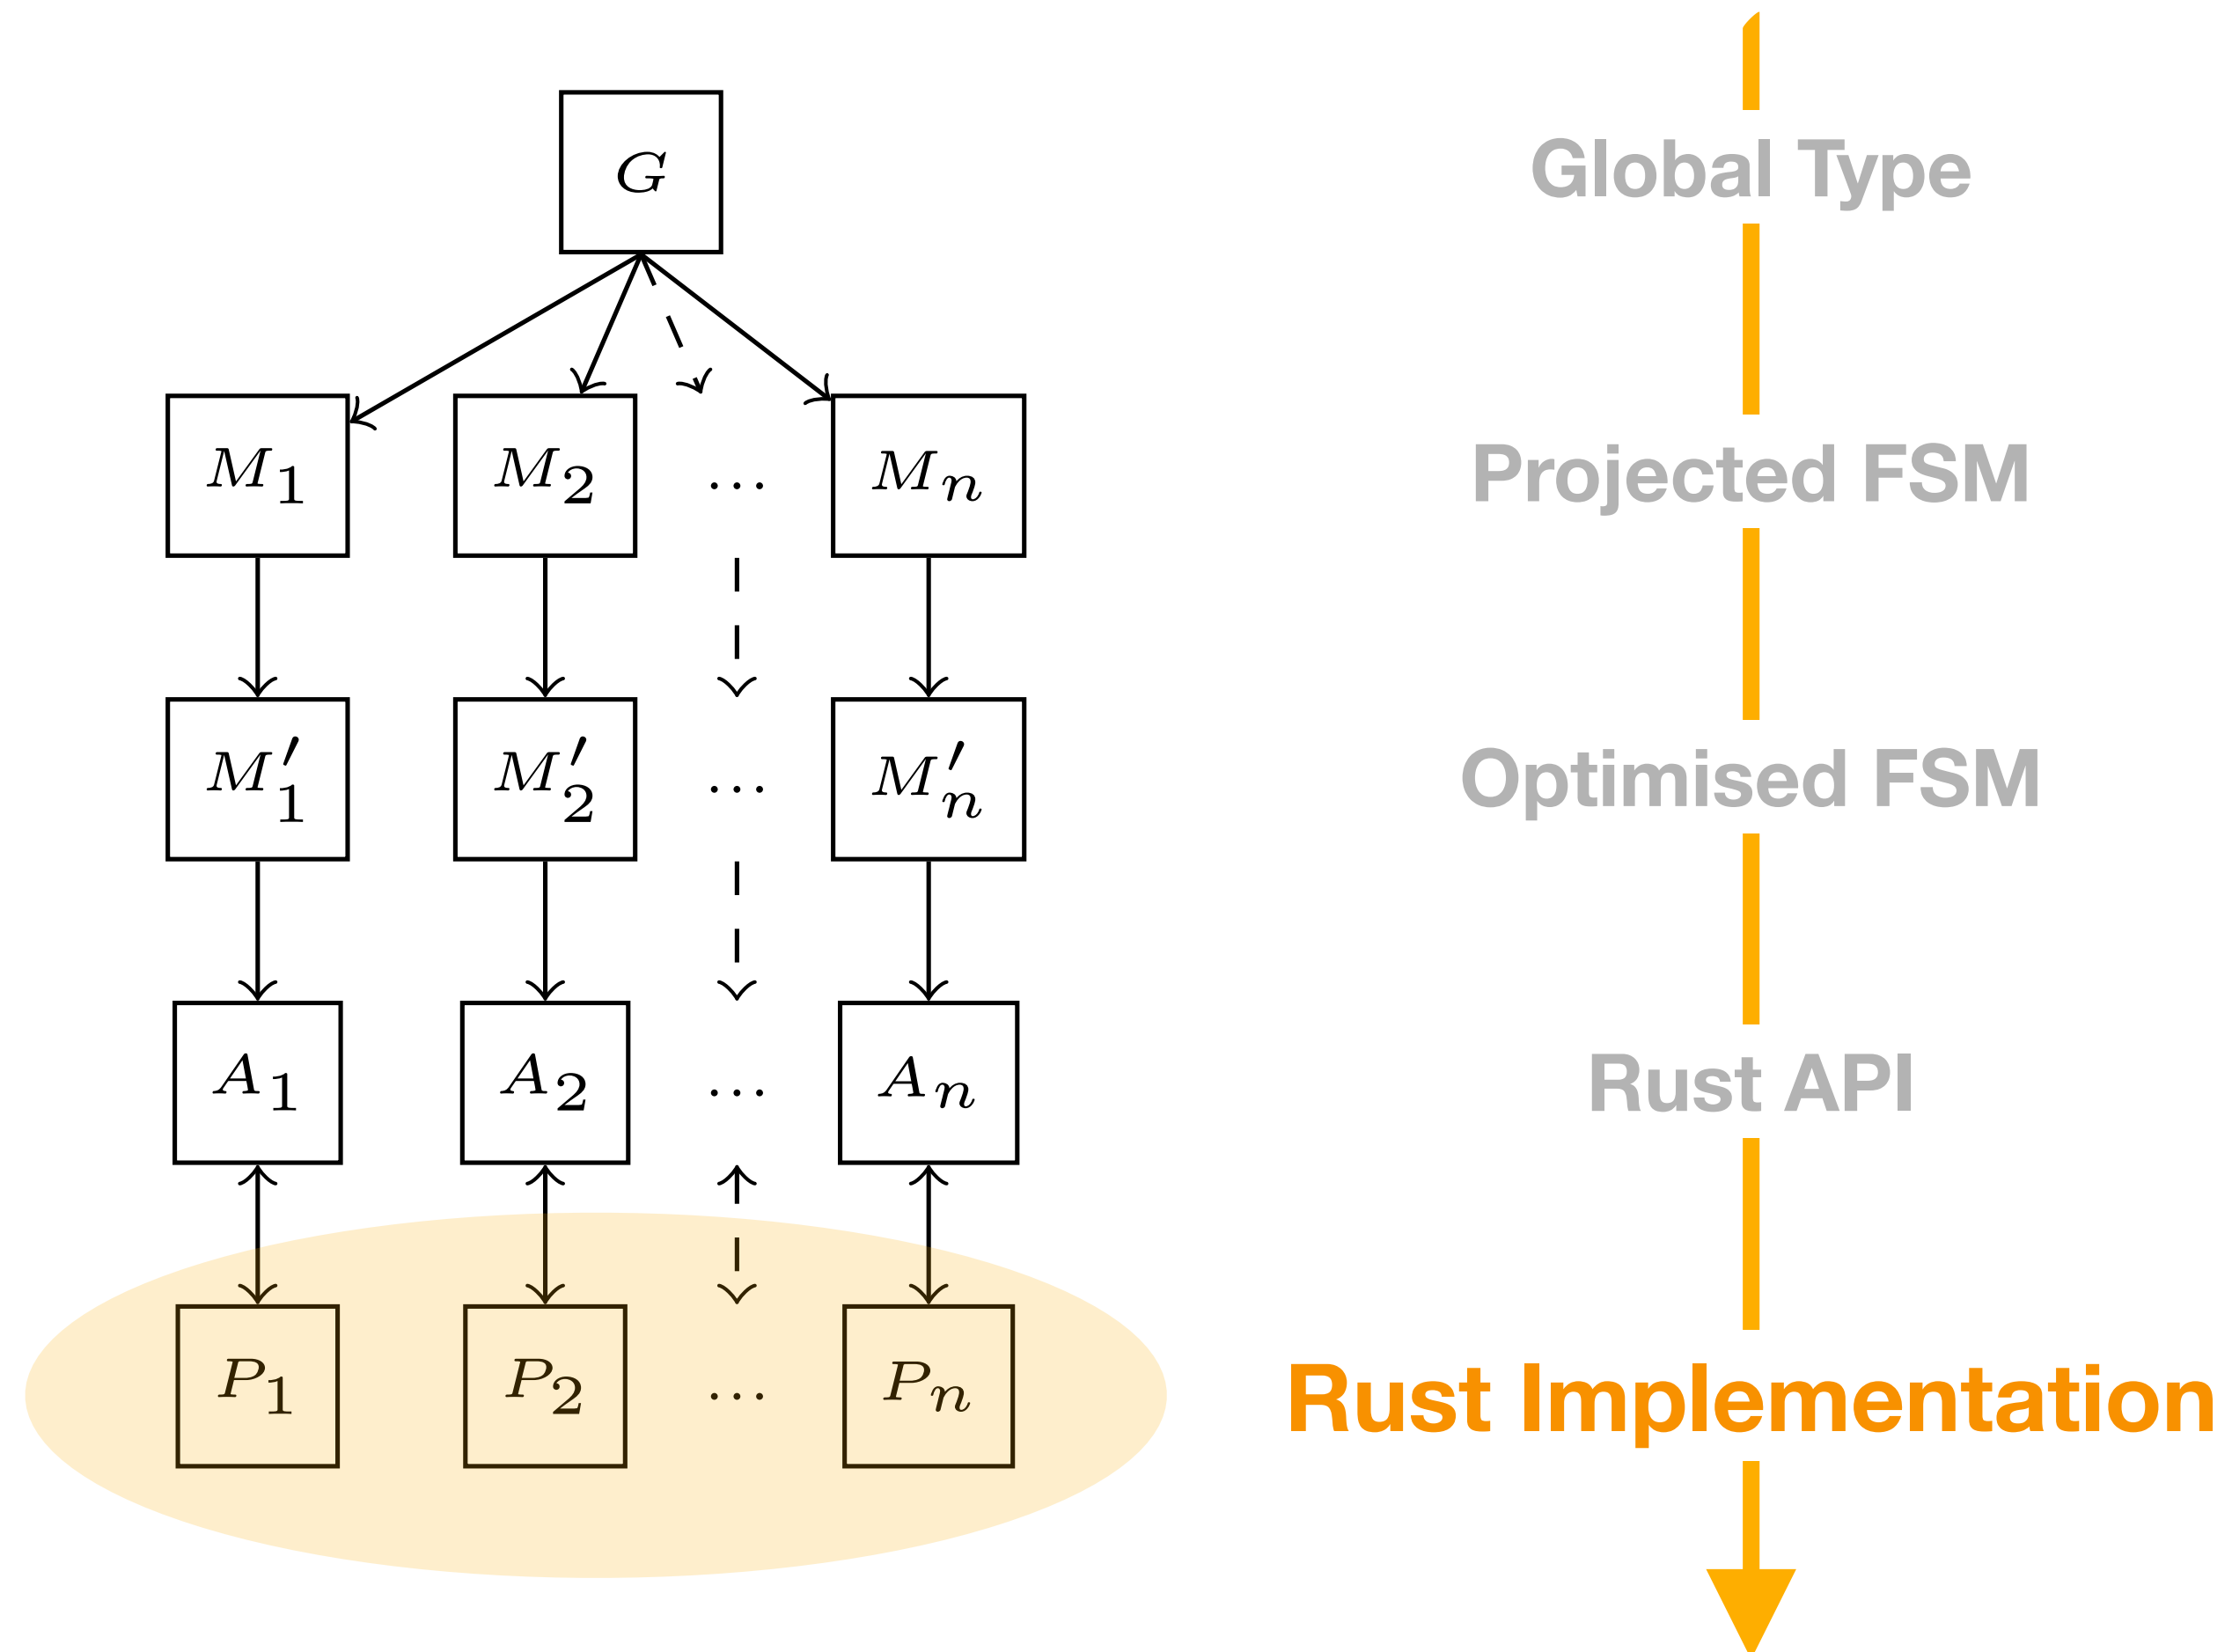 G Global Type
M₁ M₂ ... Mₙ Projected FSM
M′₁ M′₂ ... M′ₙ Optimised FSM
A₁ A₂ ... Aₙ Rust API
P₁ P₂ ... Pₙ Rust Implementation